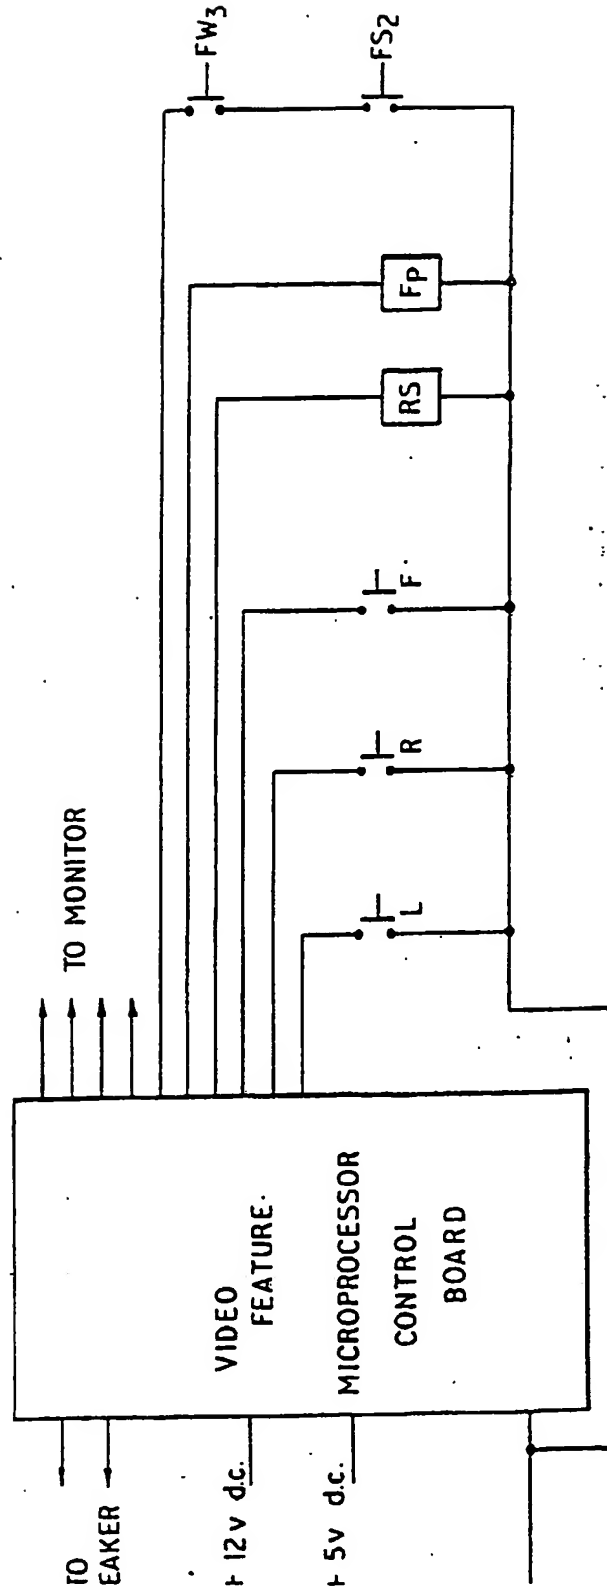 TO
EAKER
+ 12v d.c.
+ 5v d.c.
VIDEO
FEATURE.
MICROPROCESSOR
CONTROL
BOARD
TO MONITOR
L
R
F.
RS
FP
FW3
FS2